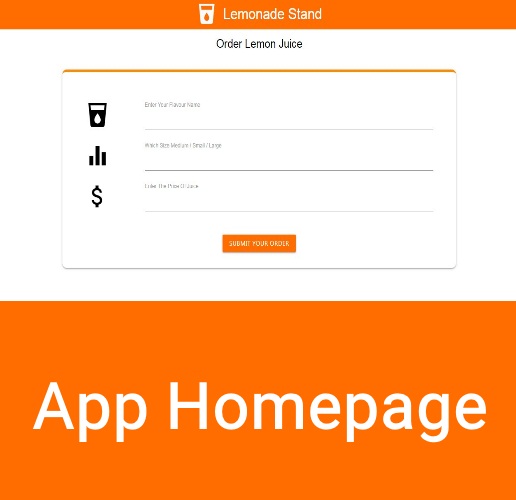 Lemonade Stand
Order Lemon Juice
Enter Your Flavour Name
Which Size Medium / Small / Large
Enter The Price Of Juice
SUBMIT YOUR ORDER
App Homepage